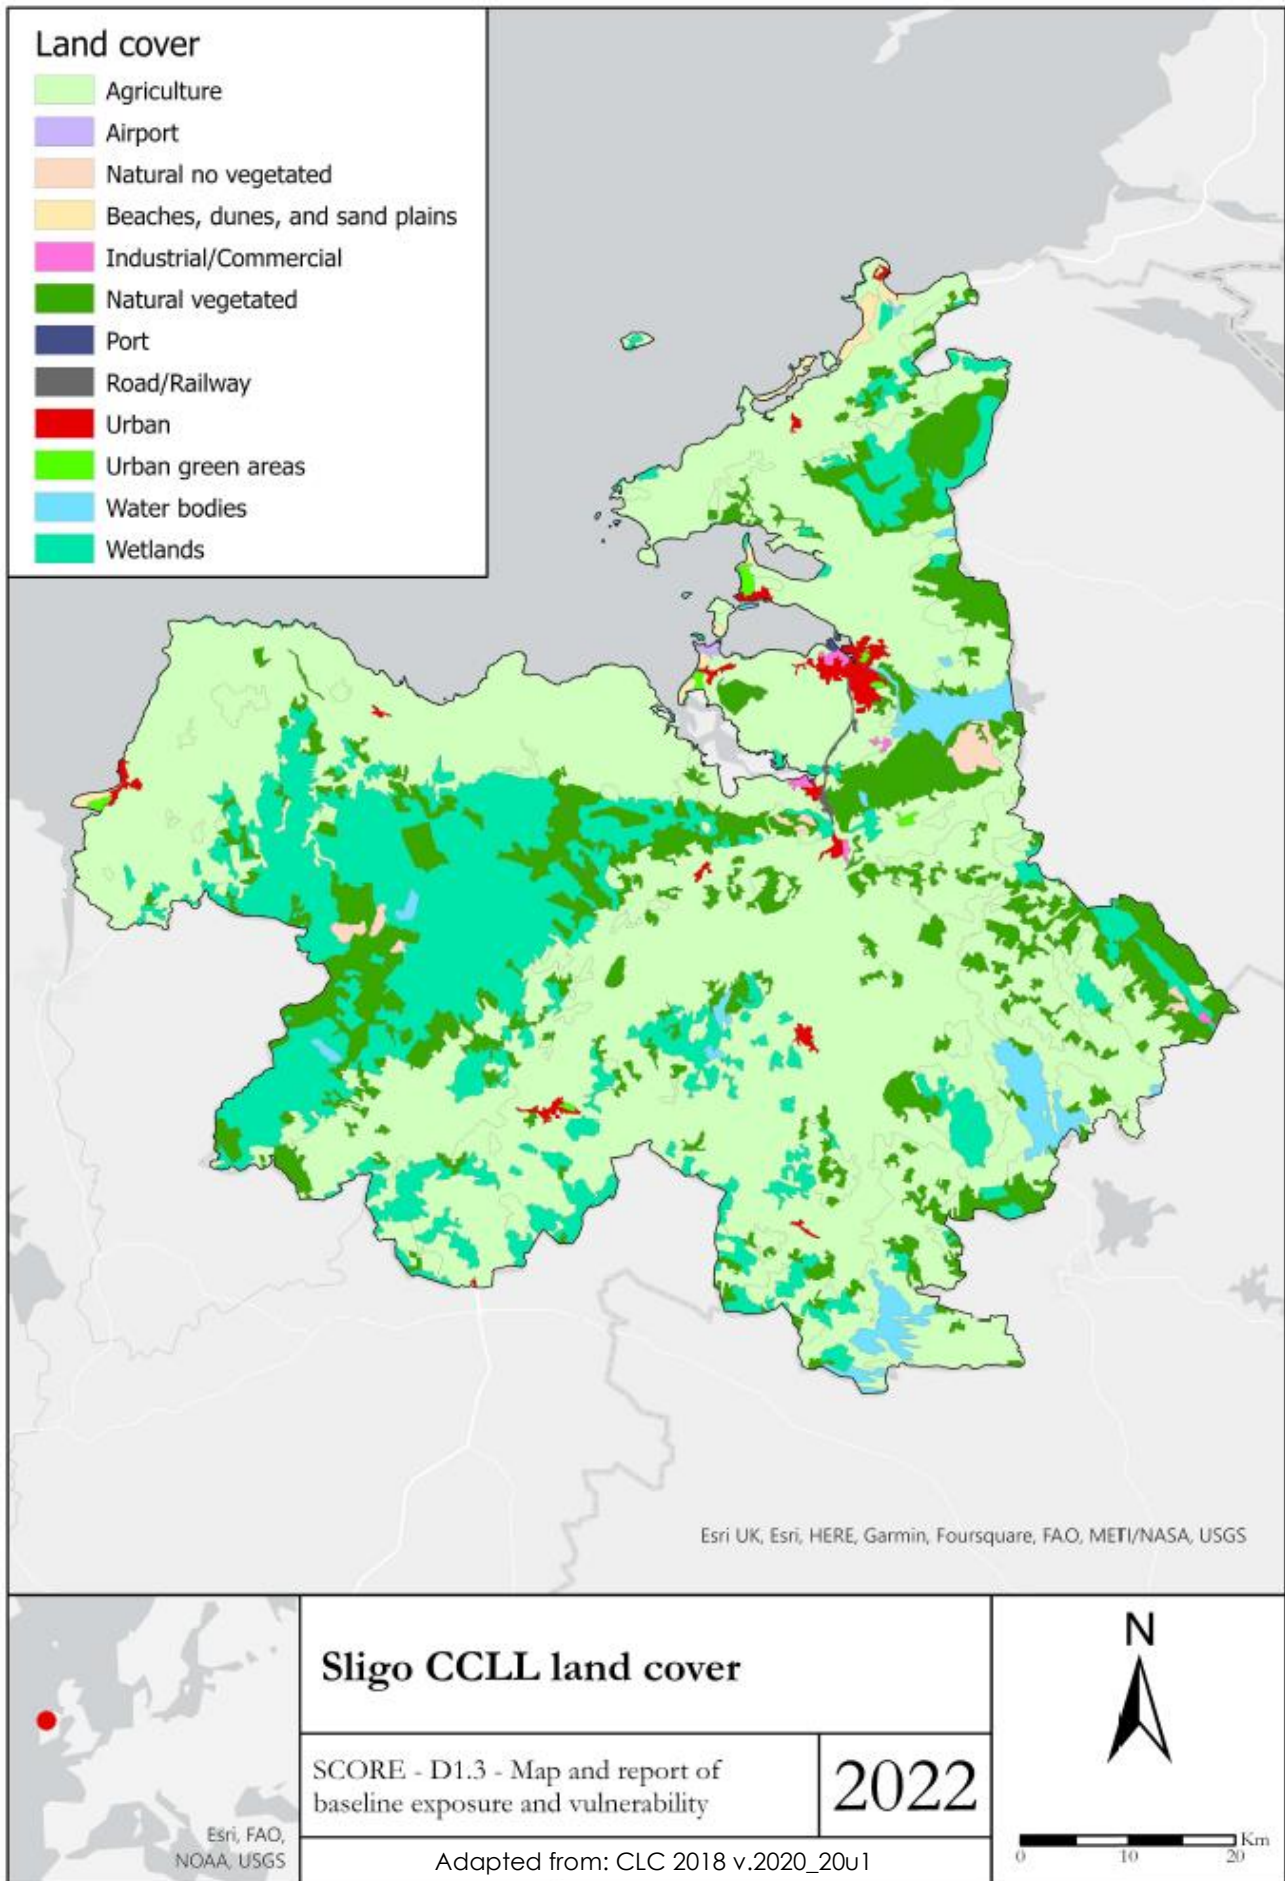 Land cover
Agriculture
Airport
Natural no vegetated
Beaches, dunes, and sand plains
Industrial/Commercial
Natural vegetated
Port
Road/Railway
Urban
Urban green areas
Water bodies
Wetlands
Esri UK, Esri, HERE, Garmin, Foursquare, FAO, METI/NASA, USGS
Esri, FAO,
NOAA, USGS
Sligo CCLL land cover
SCORE - D1.3 - Map and report of
baseline exposure and vulnerability
2022
Adapted from: CLC 2018 v.2020_20u1
N
Km
0 10 20